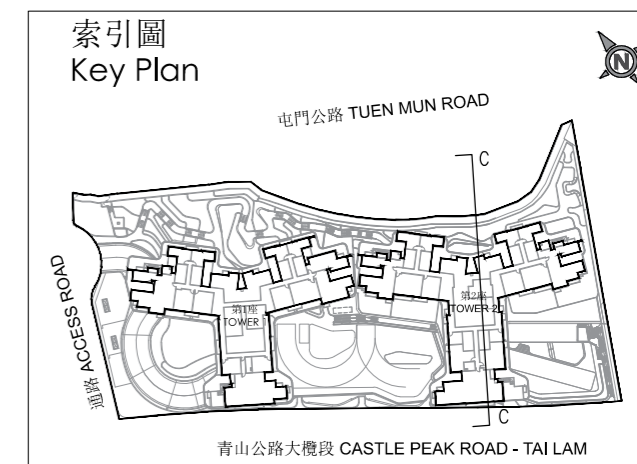 索引圖
Key Plan
N
屯門公路 TUEN MUN ROAD
C
通路 ACCESS ROAD
第1座
TOWER 1
第2座
TOWER 2
C
青山公路大欖段 CASTLE PEAK ROAD - TAI LAM